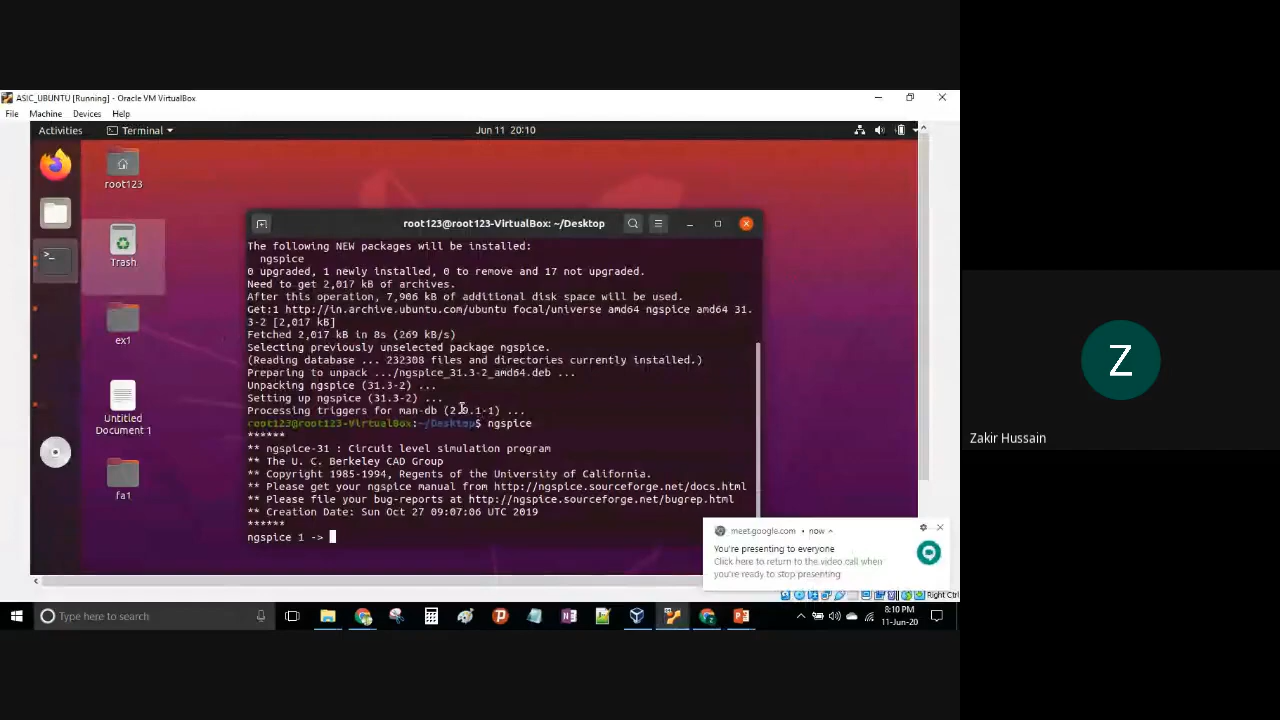 ASIC_UBUNTU [Running] - Oracle VM VirtualBox
File Machine Devices Help
Activities Terminal Jun 11 20:10
root123
Trash
ex1
Untitled
Document 1
fa1
root123@root123-VirtualBox: ~/Desktop
The following NEW packages will be installed:
ngspice
0 upgraded, 1 newly installed, 0 to remove and 17 not upgraded.
Need to get 2,017 kB of archives.
After this operation, 7,906 kB of additional disk space will be used.
Get:1 http://in.archive.ubuntu.com/ubuntu focal/universe amd64 ngspice amd64 31.
3-2 [2,017 kB]
Fetched 2,017 kB in 8s (269 kB/s)
Selecting previously unselected package ngspice.
(Reading database ... 232308 files and directories currently installed.)
Preparing to unpack .../ngspice_31.3-2_amd64.deb ...
Unpacking ngspice (31.3-2) ...
Setting up ngspice (31.3-2) ...
Processing triggers for man-db ...
root123@root123-VirtualBox:~/Desktop$ ngspice
******
** ngspice-31 : Circuit level simulation program
** The U. C. Berkeley CAD Group
** Copyright 1985-1994, Regents of the University of California.
** Please get your ngspice manual from http://ngspice.sourceforge.net/docs.html
** Please file your bug-reports at http://ngspice.sourceforge.net/bugrep.html
** Creation Date: Sun Oct 27 09:07:06 UTC 2019
******
ngspice 1 ->
meet.google.com • now
You're presenting to everyone
Click here to return to the video call when
you're ready to stop presenting
Right Ctrl
Type here to search
8:10 PM
11-Jun-20
Z
Zakir Hussain